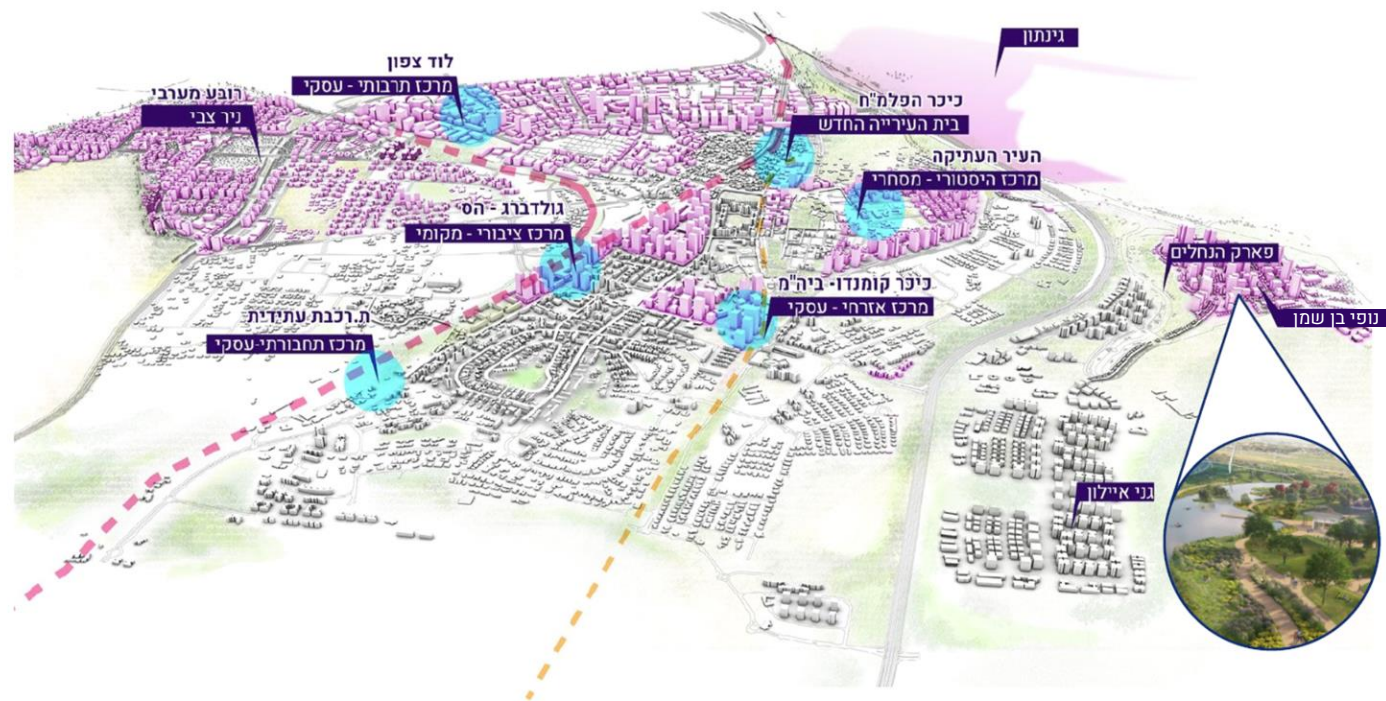 גינתון
לוד צפון
מרכז תרבותי - עסקי
רובע מערבי
ניר צבי
כיכר הפלמ"ח
בית העירייה החדש
העיר העתיקה
מרכז היסטורי - מסחרי
גולדברג - הס
מרכז ציבורי - מקומי
פארק הנחלים
כיכר קומנדו- ביה"מ
מרכז אזרחי - עסקי
נופי בן שמן
ת.רכבת עתידית
מרכז תחבורתי-עסקי
גני איילון